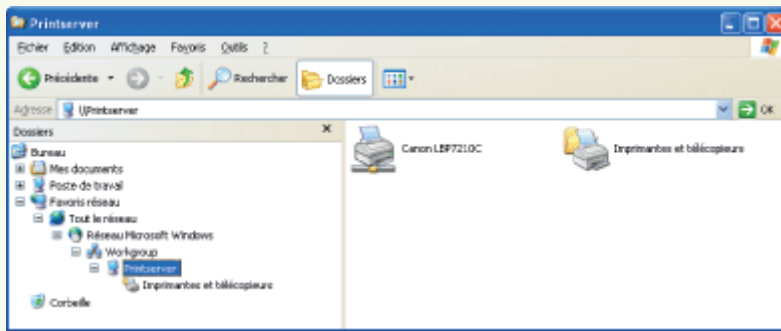 Printserver
Fichier Edition Affichage Favoris Outils ?
Précédente Rechercher Dossiers
Adresse \\Printserver OK
Dossiers x
Bureau
Mes documents
Poste de travail
Favoris réseau
Tout le réseau
Réseau Microsoft Windows
Workgroup
Printserver
Imprimantes et télécopieurs
Corbeille
Canon LBP7210C
Imprimantes et télécopieurs